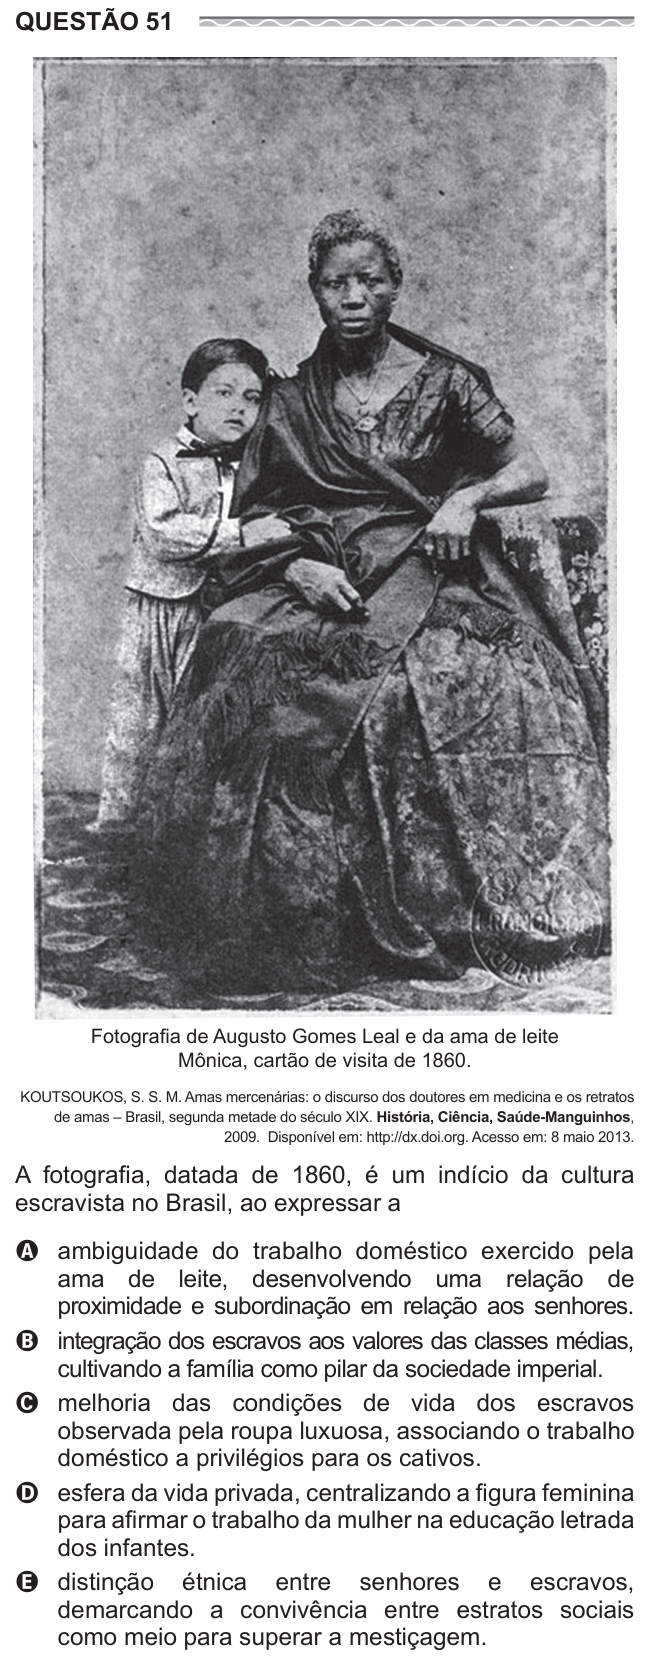 QUESTÃO 51
FRANCISCO
RODRIGUES
Fotografia de Augusto Gomes Leal e da ama de leite
Mônica, cartão de visita de 1860.
KOUTSOUKOS, S. S. M. Amas mercenárias: o discurso dos doutores em medicina e os retratos
de amas – Brasil, segunda metade do século XIX. História, Ciência, Saúde-Manguinhos,
2009. Disponível em: http://dx.doi.org. Acesso em: 8 maio 2013.
A fotografia, datada de 1860, é um indício da cultura
escravista no Brasil, ao expressar a
A ambiguidade do trabalho doméstico exercido pela
ama de leite, desenvolvendo uma relação de
proximidade e subordinação em relação aos senhores.
B integração dos escravos aos valores das classes médias,
cultivando a família como pilar da sociedade imperial.
C melhoria das condições de vida dos escravos
observada pela roupa luxuosa, associando o trabalho
doméstico a privilégios para os cativos.
D esfera da vida privada, centralizando a figura feminina
para afirmar o trabalho da mulher na educação letrada
dos infantes.
E distinção étnica entre senhores e escravos,
demarcando a convivência entre estratos sociais
como meio para superar a mestiçagem.